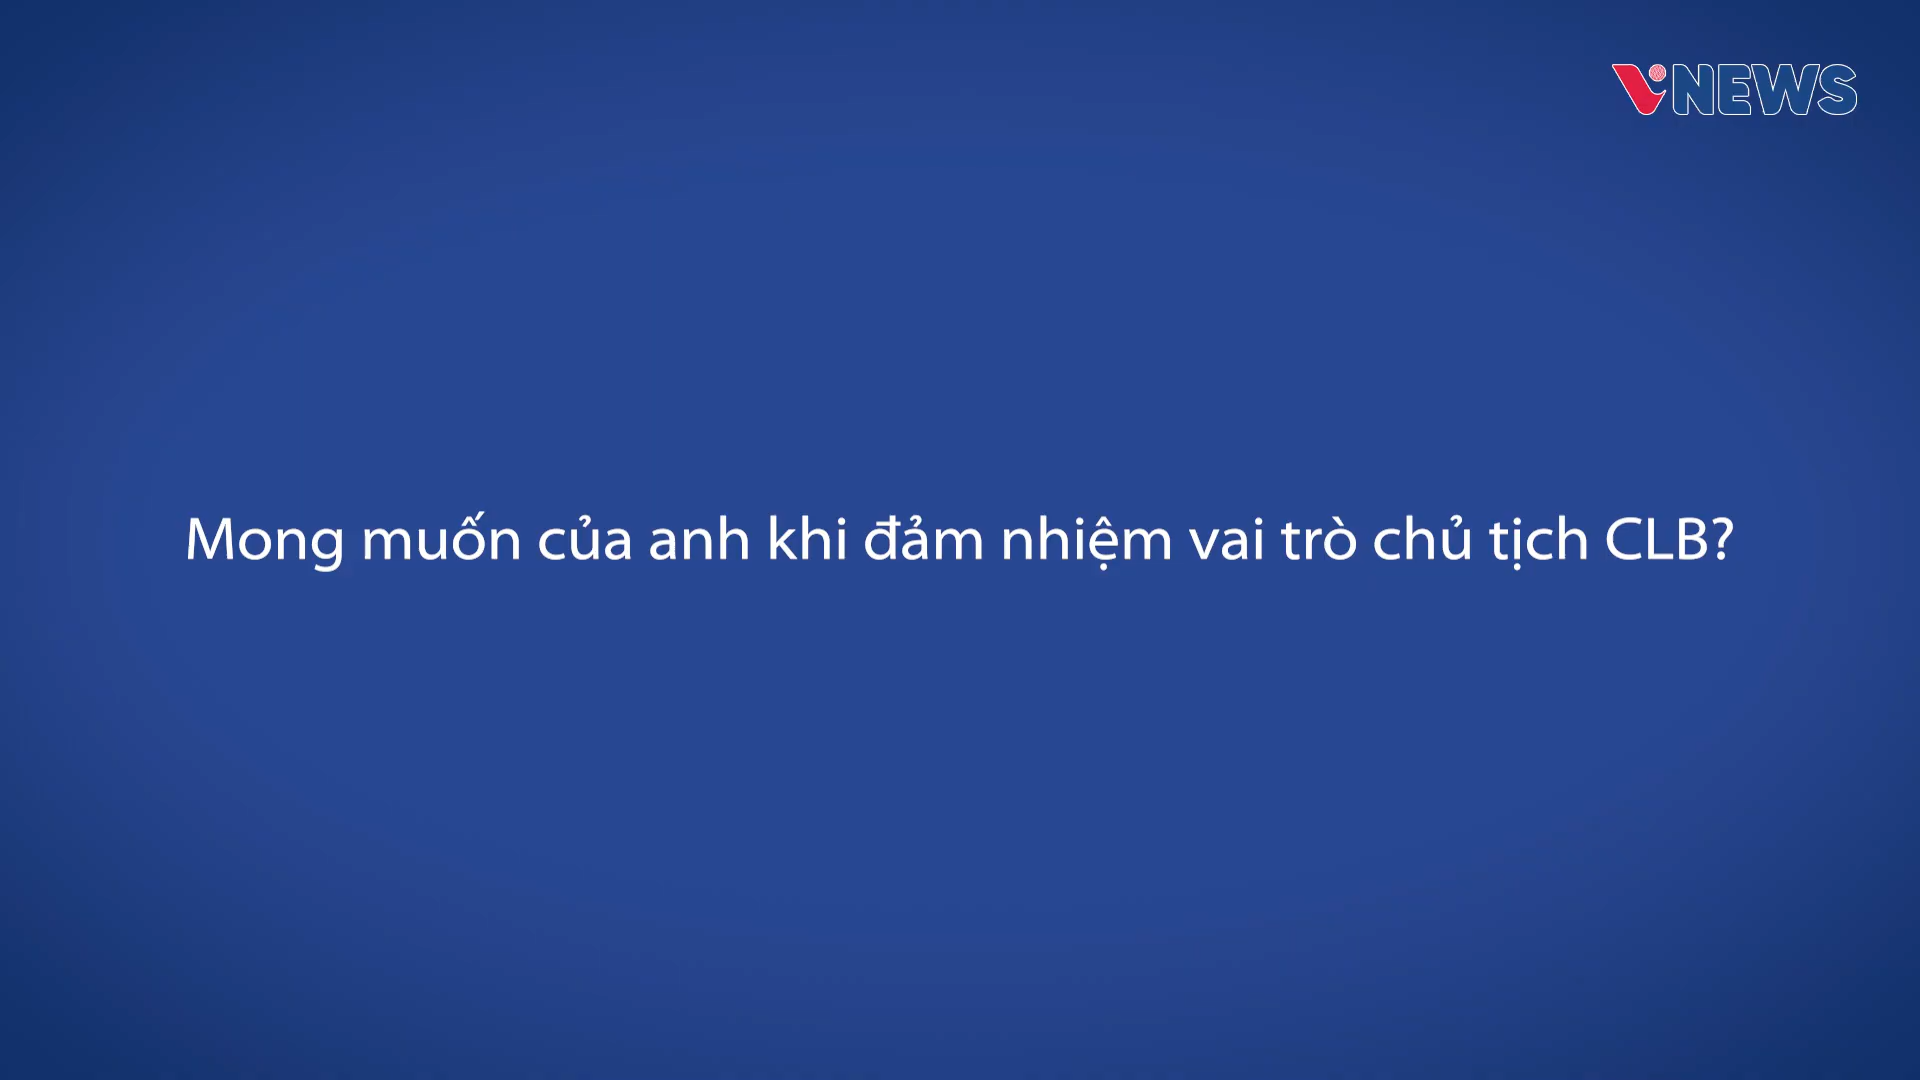 VNEWS
Mong muốn của anh khi đảm nhiệm vai trò chủ tịch CLB?